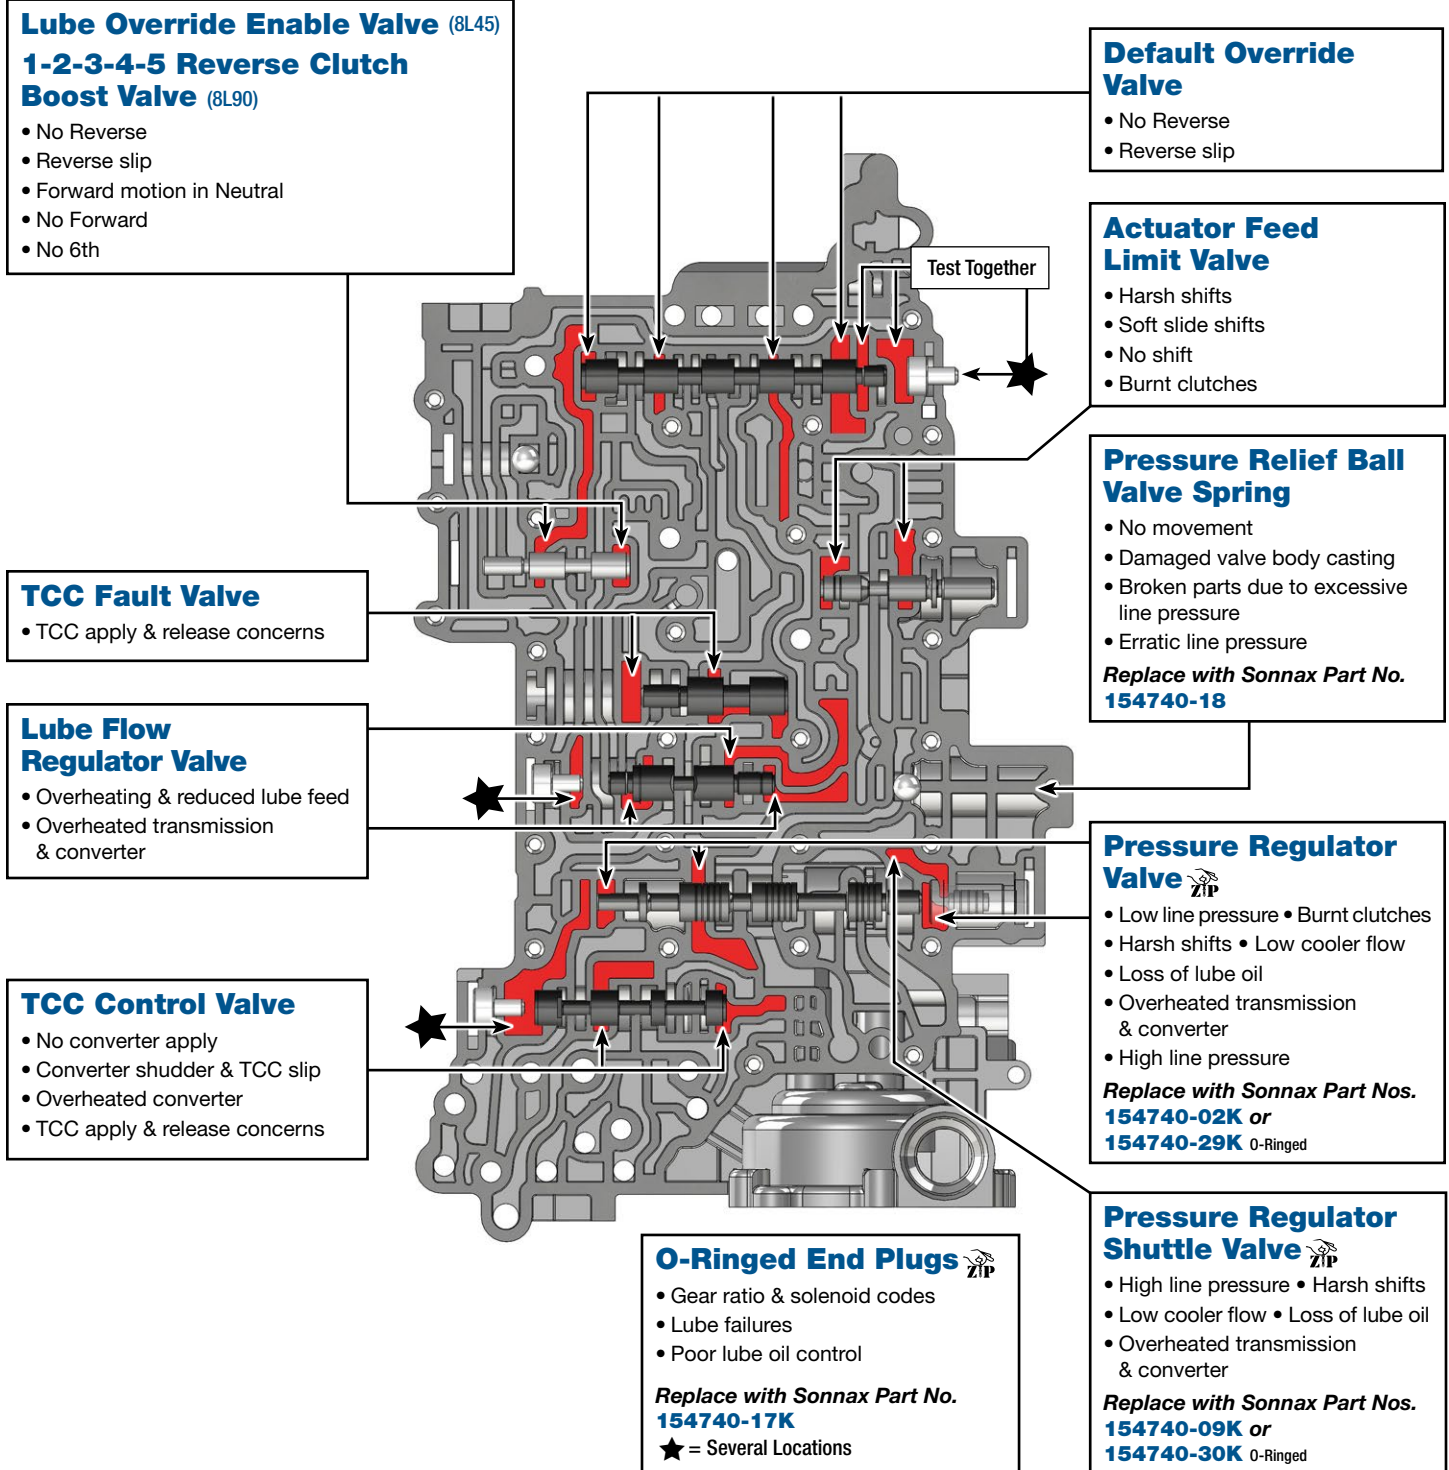 Lube Override Enable Valve (8L45)
1-2-3-4-5 Reverse Clutch
Boost Valve (8L90)
• No Reverse
• Reverse slip
• Forward motion in Neutral
• No Forward
• No 6th
Default Override
Valve
• No Reverse
• Reverse slip
Test Together
Actuator Feed
Limit Valve
• Harsh shifts
• Soft slide shifts
• No shift
• Burnt clutches
Pressure Relief Ball
Valve Spring
• No movement
• Damaged valve body casting
• Broken parts due to excessive
line pressure
• Erratic line pressure
Replace with Sonnax Part No.
154740-18
TCC Fault Valve
• TCC apply & release concerns
Lube Flow
Regulator Valve
• Overheating & reduced lube feed
• Overheated transmission
& converter
Pressure Regulator
Valve ZIP
• Low line pressure • Burnt clutches
• Harsh shifts • Low cooler flow
• Loss of lube oil
• Overheated transmission
& converter
• High line pressure
Replace with Sonnax Part Nos.
154740-02K or
154740-29K O-Ringed
TCC Control Valve
• No converter apply
• Converter shudder & TCC slip
• Overheated converter
• TCC apply & release concerns
Pressure Regulator
Shuttle Valve ZIP
• High line pressure • Harsh shifts
• Low cooler flow • Loss of lube oil
• Overheated transmission
& converter
Replace with Sonnax Part Nos.
154740-09K or
154740-30K O-Ringed
O-Ringed End Plugs ZIP
• Gear ratio & solenoid codes
• Lube failures
• Poor lube oil control
Replace with Sonnax Part No.
154740-17K
★ = Several Locations